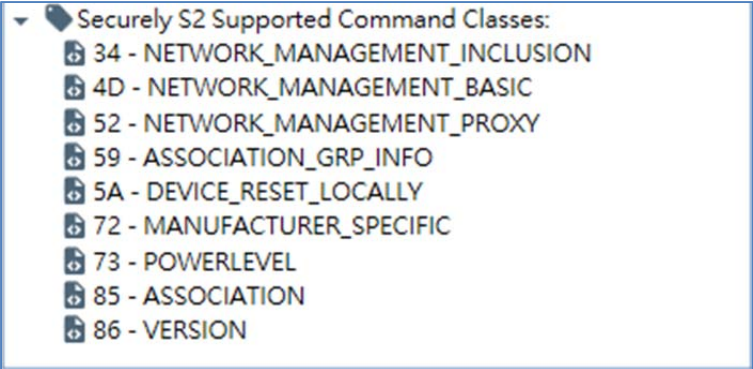 Securely S2 Supported Command Classes:
34 - NETWORK_MANAGEMENT_INCLUSION
4D - NETWORK_MANAGEMENT_BASIC
52 - NETWORK_MANAGEMENT_PROXY
59 - ASSOCIATION_GRP_INFO
5A - DEVICE_RESET_LOCALLY
72 - MANUFACTURER_SPECIFIC
73 - POWERLEVEL
85 - ASSOCIATION
86 - VERSION